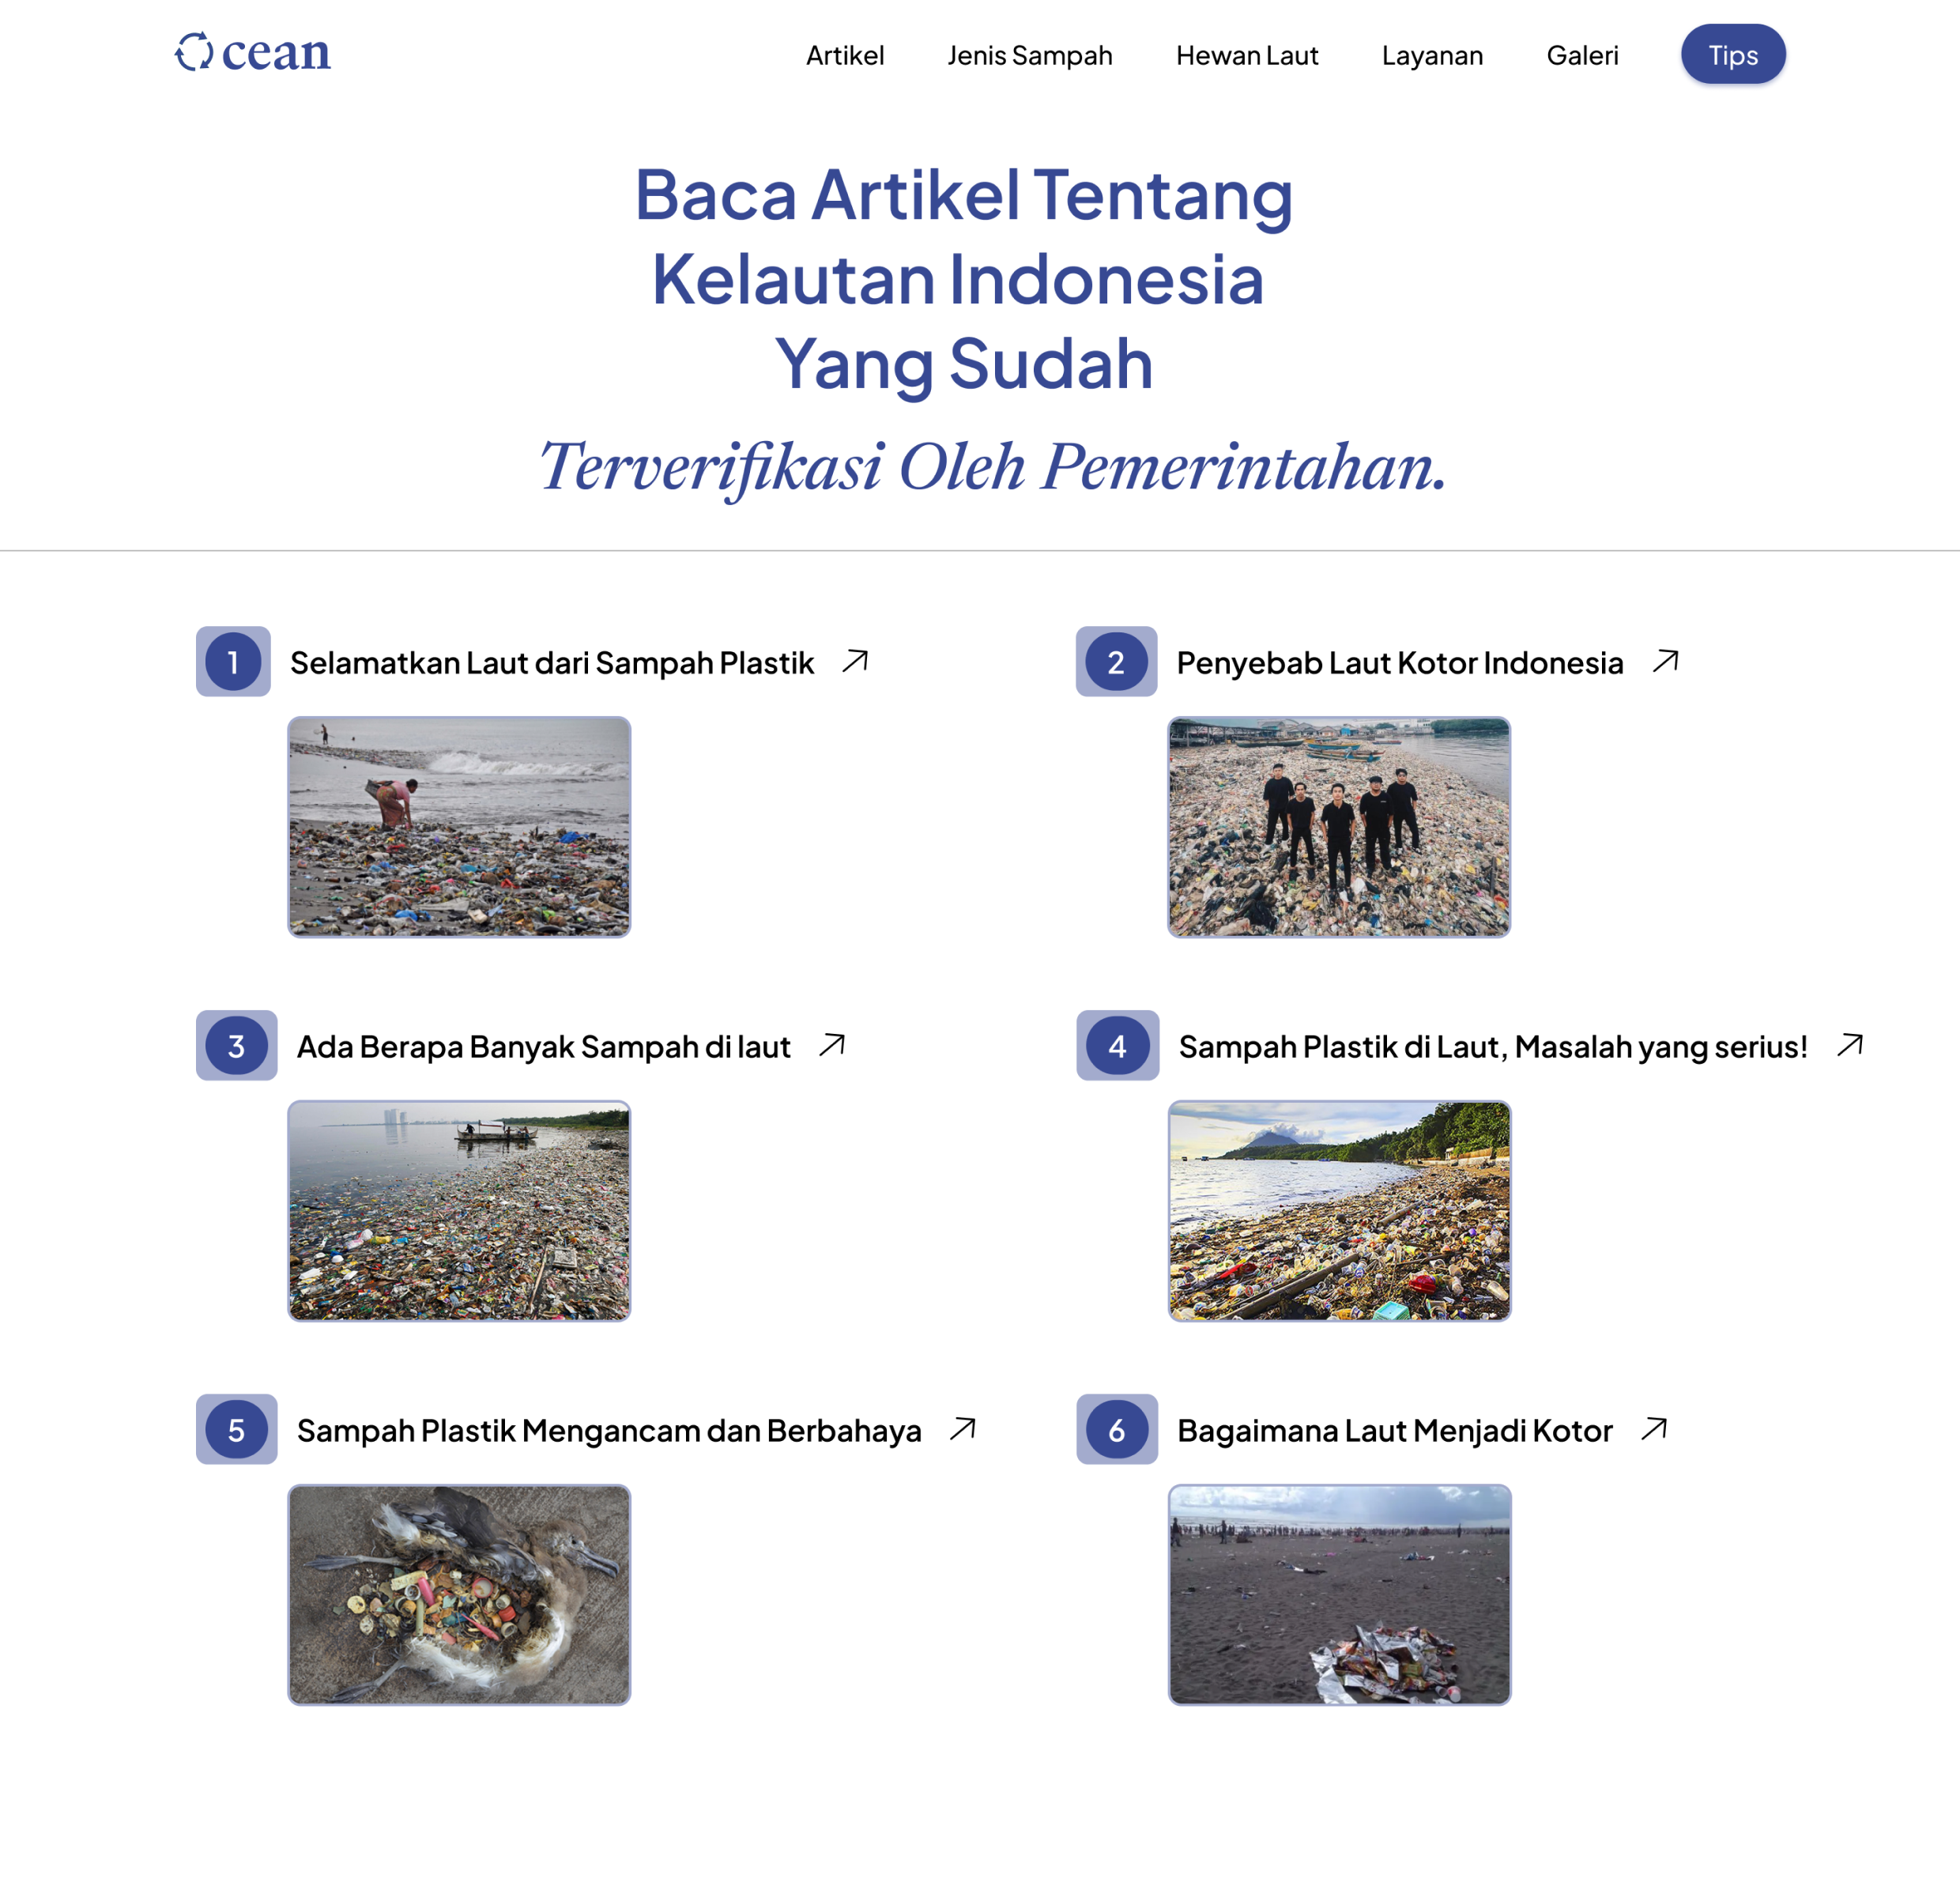 cean
Artikel
Jenis Sampah
Hewan Laut
Layanan
Galeri
Tips
Baca Artikel Tentang
Kelautan Indonesia
Yang Sudah
Terverifikasi Oleh Pemerintahan.
1
Selamatkan Laut dari Sampah Plastik
2
Penyebab Laut Kotor Indonesia
3
Ada Berapa Banyak Sampah di laut
4
Sampah Plastik di Laut, Masalah yang serius!
5
Sampah Plastik Mengancam dan Berbahaya
6
Bagaimana Laut Menjadi Kotor